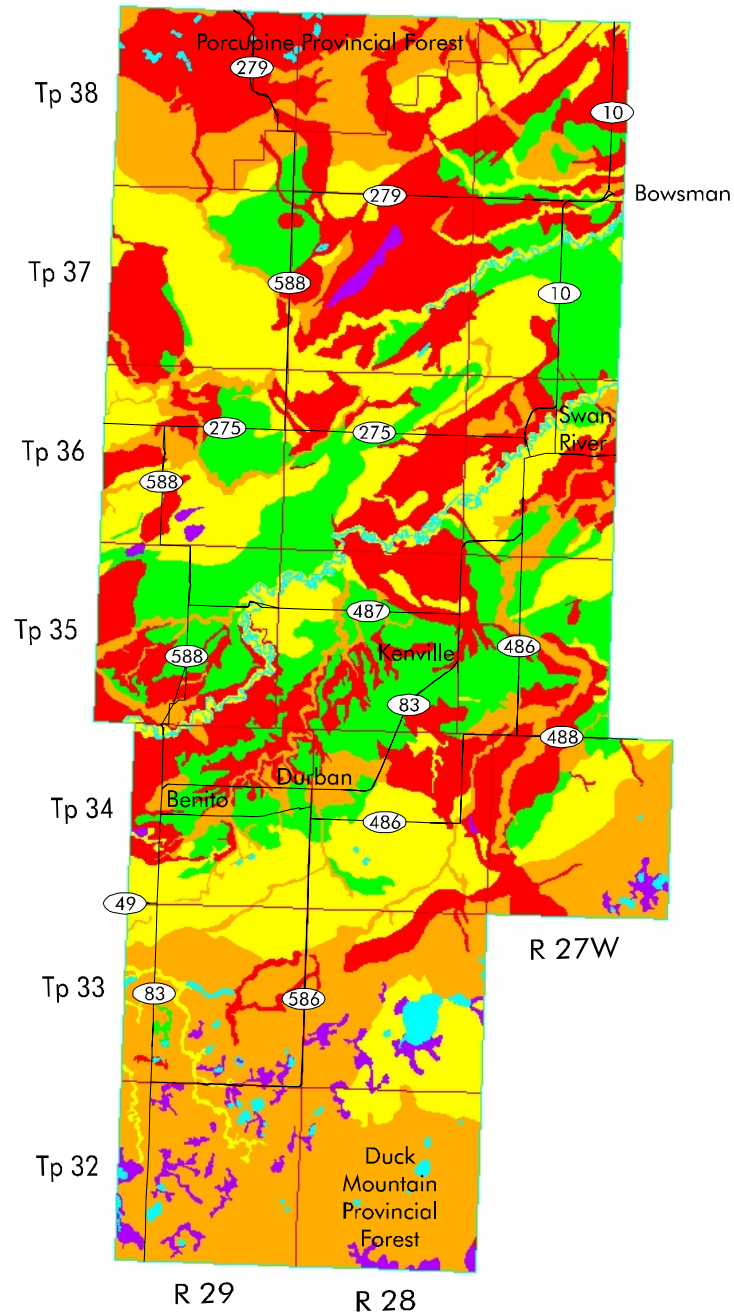 Porcupine Provincial Forest
279
Tp 38
10
279
Bowsman
Tp 37
588
10
Swan
River
275
275
Tp 36
588
487
Tp 35
Kenville
486
588
83
488
Durban
Benito
Tp 34
486
49
R 27W
Tp 33
83
586
Tp 32
Duck
Mountain
Provincial
Forest
R 29
R 28